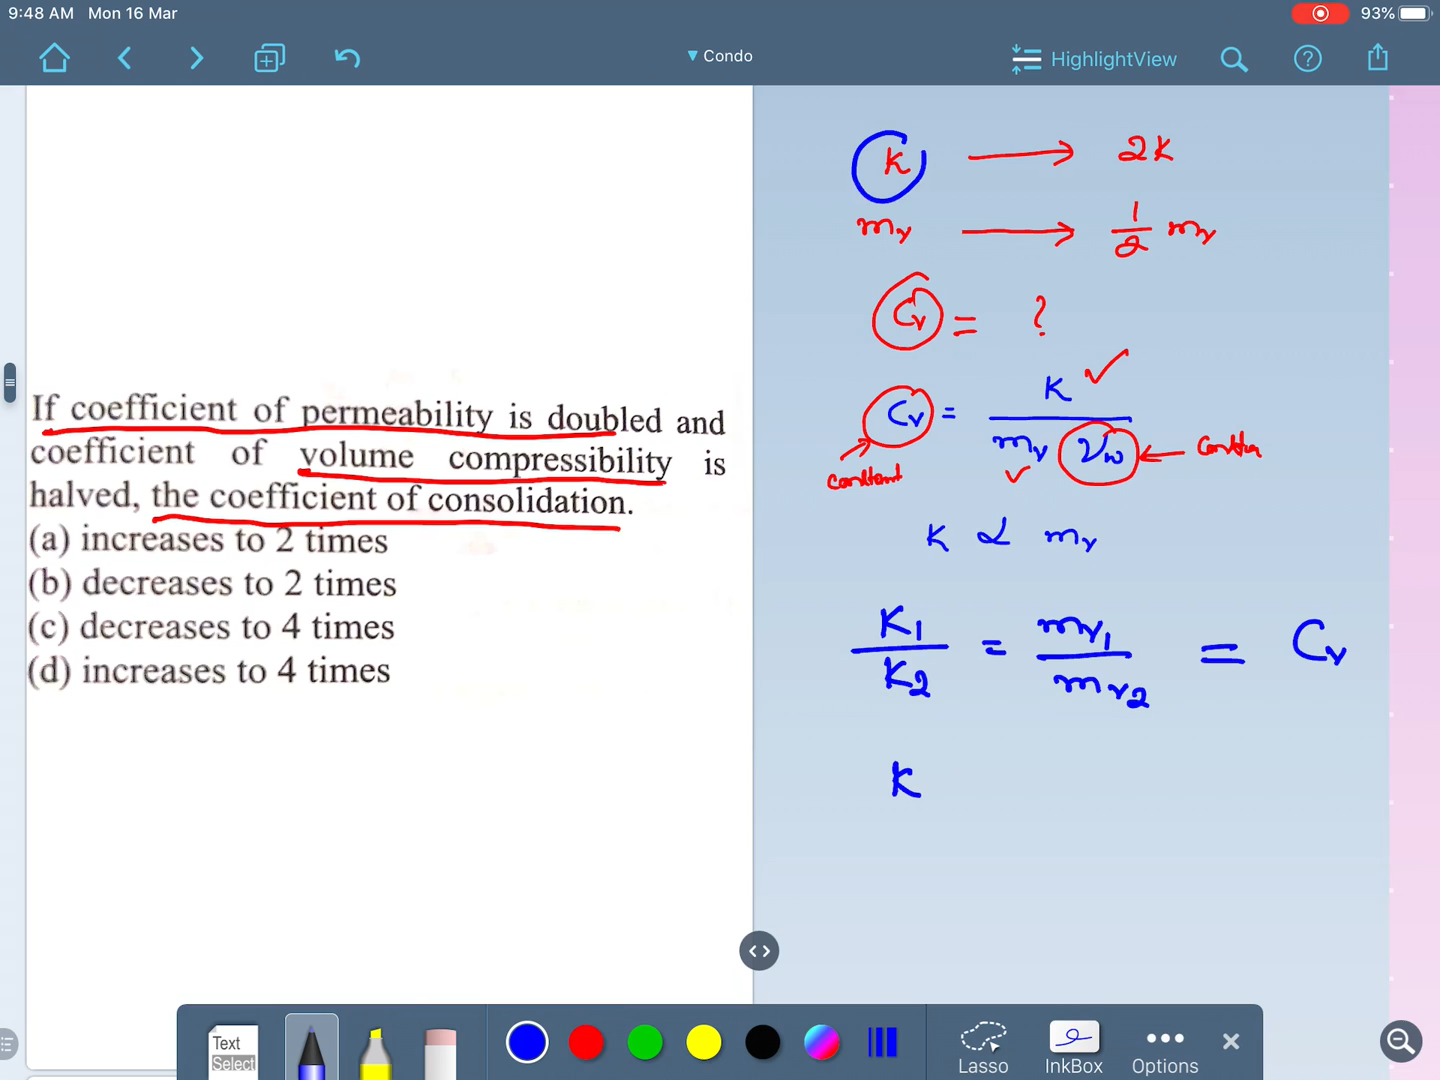 9:48 AM Mon 16 Mar
93%
▼ Condo
HighlightView
If coefficient of permeability is doubled and
coefficient of volume compressibility is
halved, the coefficient of consolidation.
(a) increases to 2 times
(b) decreases to 2 times
(c) decreases to 4 times
(d) increases to 4 times
k → 2k
mv → 1/2 mv
Cv = ?
Cv = K / mv γw
constant
K ∝ mv
K1 / K2 = mv1 / mv2 = Cv
K
Text
Select
Lasso
InkBox
Options